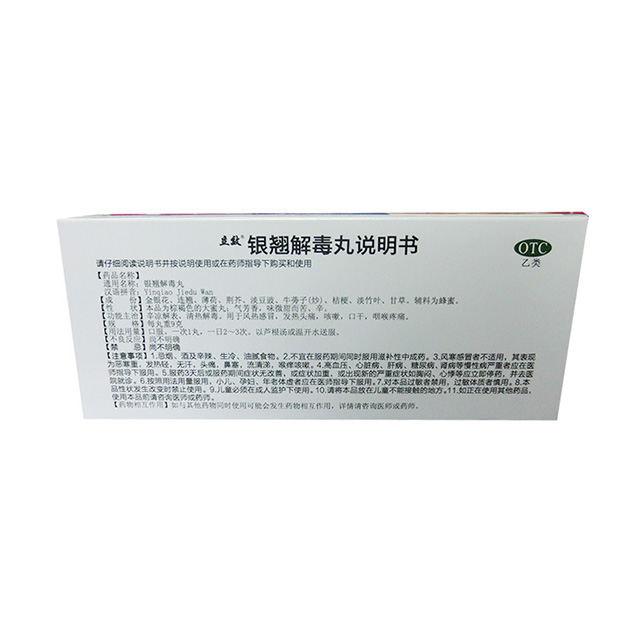 立效® 银翘解毒丸说明书
OTC
乙类
请仔细阅读说明书并按说明使用或在药师指导下购买和使用
【药品名称】
通用名称：银翘解毒丸
汉语拼音：Yinqiao Jiedu Wan
【成 份】金银花、连翘、薄荷、荆芥、淡豆豉、牛蒡子(炒)、桔梗、淡竹叶、甘草。辅料为蜂蜜。
【性 状】本品为棕褐色的大蜜丸；气芳香，味微甜而苦、辛。
【功能主治】辛凉解表，清热解毒。用于风热感冒，发热头痛，咳嗽，口干，咽喉疼痛。
【规 格】每丸重9克
【用法用量】口服。一次1丸，一日2～3次。以芦根汤或温开水送服。
【不良反应】尚不明确
【禁 忌】尚不明确
【注意事项】1.忌烟、酒及辛辣、生冷、油腻食物。2.不宜在服药期间同时服用滋补性中成药。3.风寒感冒者不适用，其表现
为恶寒重，发热轻，无汗，头痛，鼻塞，流清涕，喉痒咳嗽。4.高血压、心脏病、肝病、糖尿病、肾病等慢性病严重者应在医
师指导下服用。5.服药3天后或服药期间症状无改善，或症状加重，或出现新的严重症状如胸闷、心悸等应立即停药，并去医
院就诊。6.按照用法用量服用，小儿、孕妇、年老体虚者应在医师指导下服用。7.对本品过敏者禁用，过敏体质者慎用。8.本
品性状发生改变时禁止使用。9.儿童必须在成人监护下使用。10.请将本品放在儿童不能接触的地方。11.如正在使用其他药品，
使用本品前请咨询医师或药师。
【药物相互作用】如与其他药物同时使用可能会发生药物相互作用，详情请咨询医师或药师。